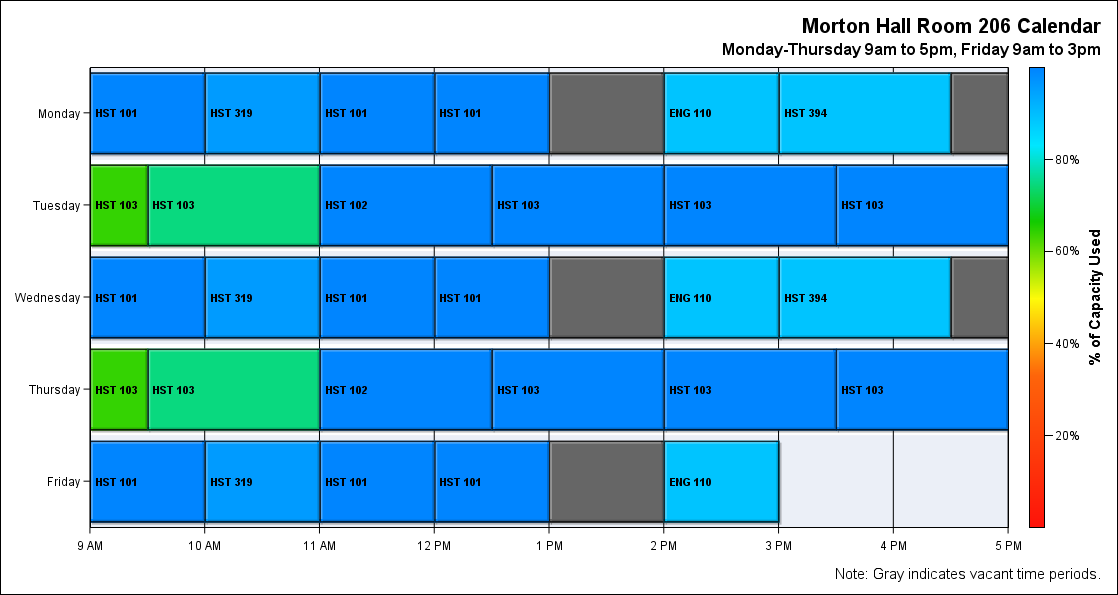 Morton Hall Room 206 Calendar
Monday-Thursday 9am to 5pm, Friday 9am to 3pm
Monday HST 101 HST 319 HST 101 HST 101 ENG 110 HST 394
80%
Tuesday HST 103 HST 103 HST 102 HST 103 HST 103 HST 103
60%
% of Capacity Used
Wednesday HST 101 HST 319 HST 101 HST 101 ENG 110 HST 394
40%
Thursday HST 103 HST 103 HST 102 HST 103 HST 103 HST 103
20%
Friday HST 101 HST 319 HST 101 HST 101 ENG 110
9 AM 10 AM 11 AM 12 PM 1 PM 2 PM 3 PM 4 PM 5 PM
Note: Gray indicates vacant time periods.